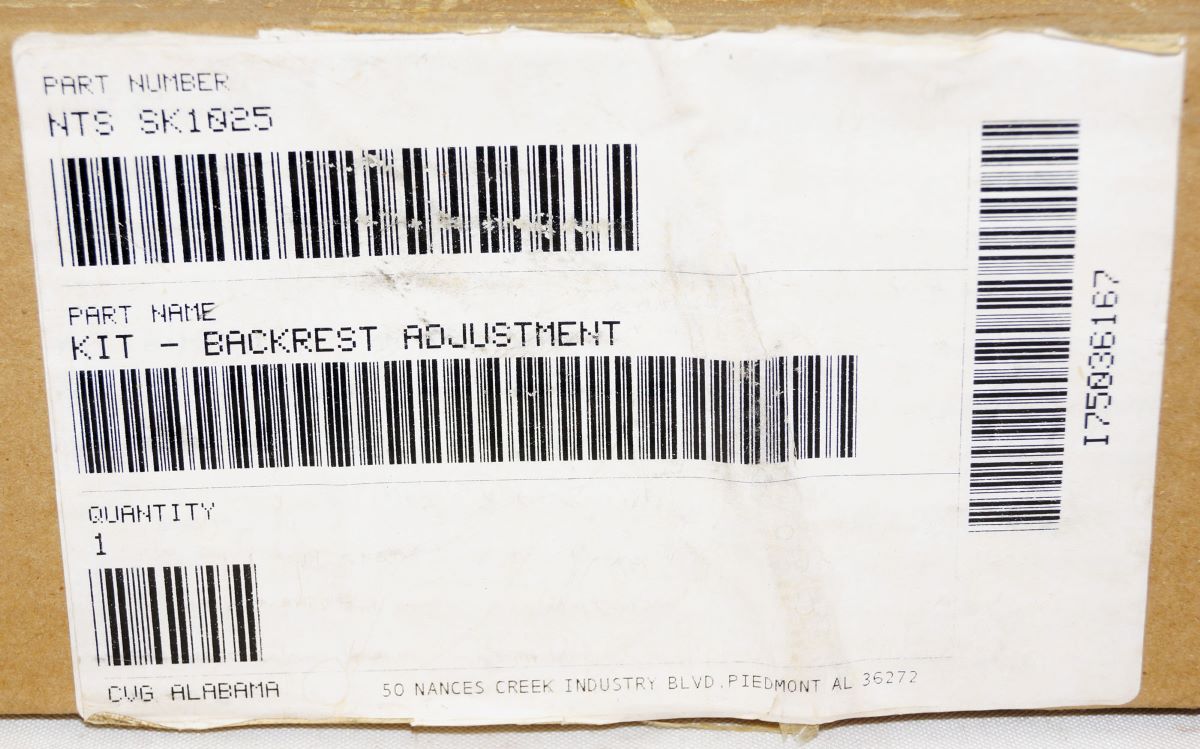 PART NUMBER
NTS SK1025
PART NAME
KIT - BACKREST ADJUSTMENT
QUANTITY
1
CVG ALABAMA
50 NANCES CREEK INDUSTRY BLVD.PIEDMONT AL 36272
I75036167